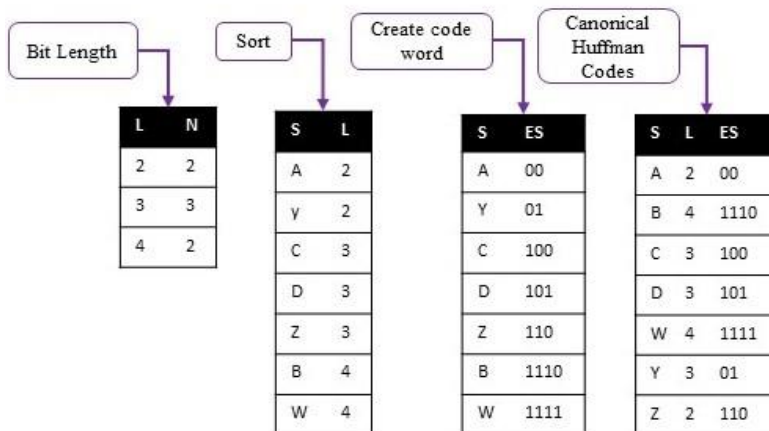 Bit Length
Sort
Create code
word
Canonical
Huffman
Codes
L N
2 2
3 3
4 2
S L
A 2
y 2
C 3
D 3
Z 3
B 4
W 4
S ES
A 00
Y 01
C 100
D 101
Z 110
B 1110
W 1111
S L ES
A 2 00
B 4 1110
C 3 100
D 3 101
W 4 1111
Y 3 01
Z 2 110